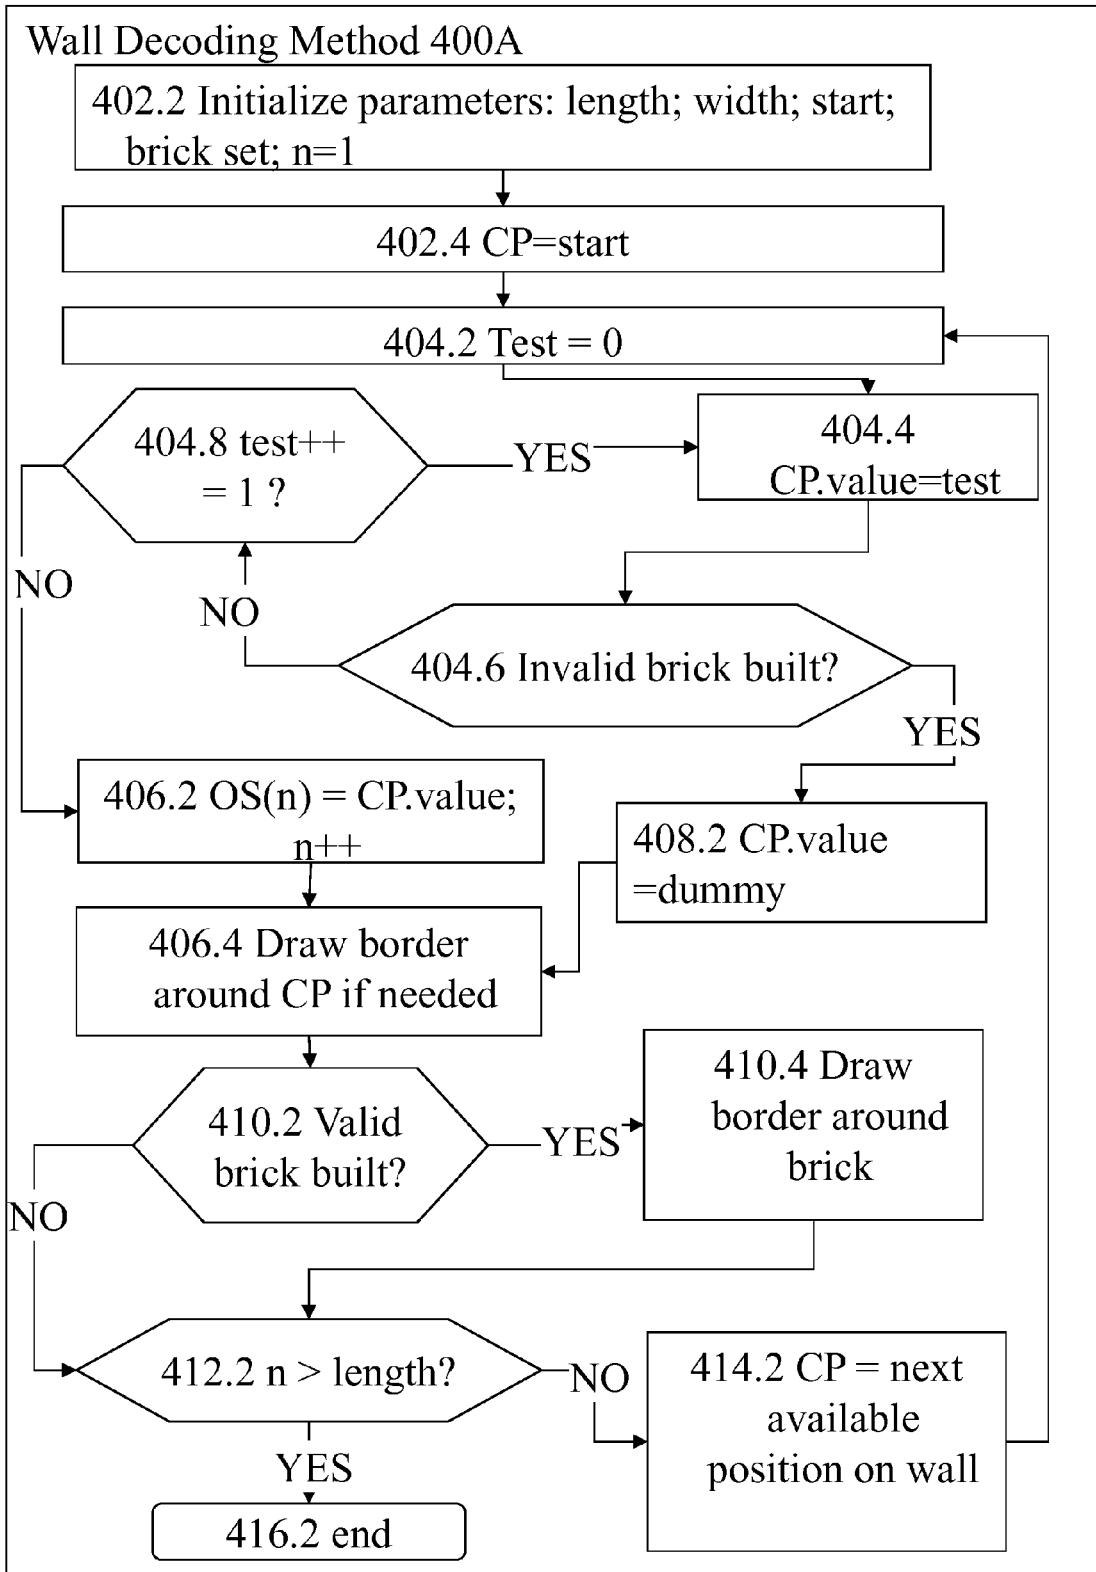 Wall Decoding Method 400A
402.2 Initialize parameters: length; width; start;
brick set; n=1
402.4 CP=start
404.2 Test = 0
404.8 test++
= 1 ?
YES
404.4
CP.value=test
NO
NO
404.6 Invalid brick built?
YES
406.2 OS(n) = CP.value;
n++
408.2 CP.value
=dummy
406.4 Draw border
around CP if needed
410.2 Valid
brick built?
YES
410.4 Draw
border around
brick
NO
412.2 n > length?
NO
414.2 CP = next
available
position on wall
YES
416.2 end